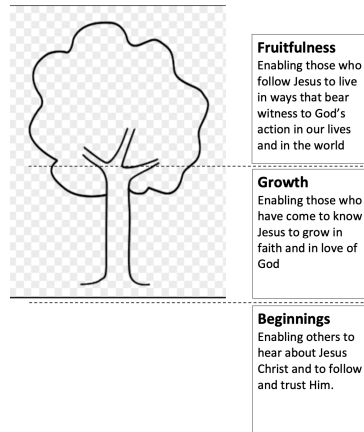 Fruitfulness
Enabling those who
follow Jesus to live
in ways that bear
witness to God's
action in our lives
and in the world
Growth
Enabling those who
have come to know
Jesus to grow in
faith and in love of
God
Beginnings
Enabling others to
hear about Jesus
Christ and to follow
and trust Him.